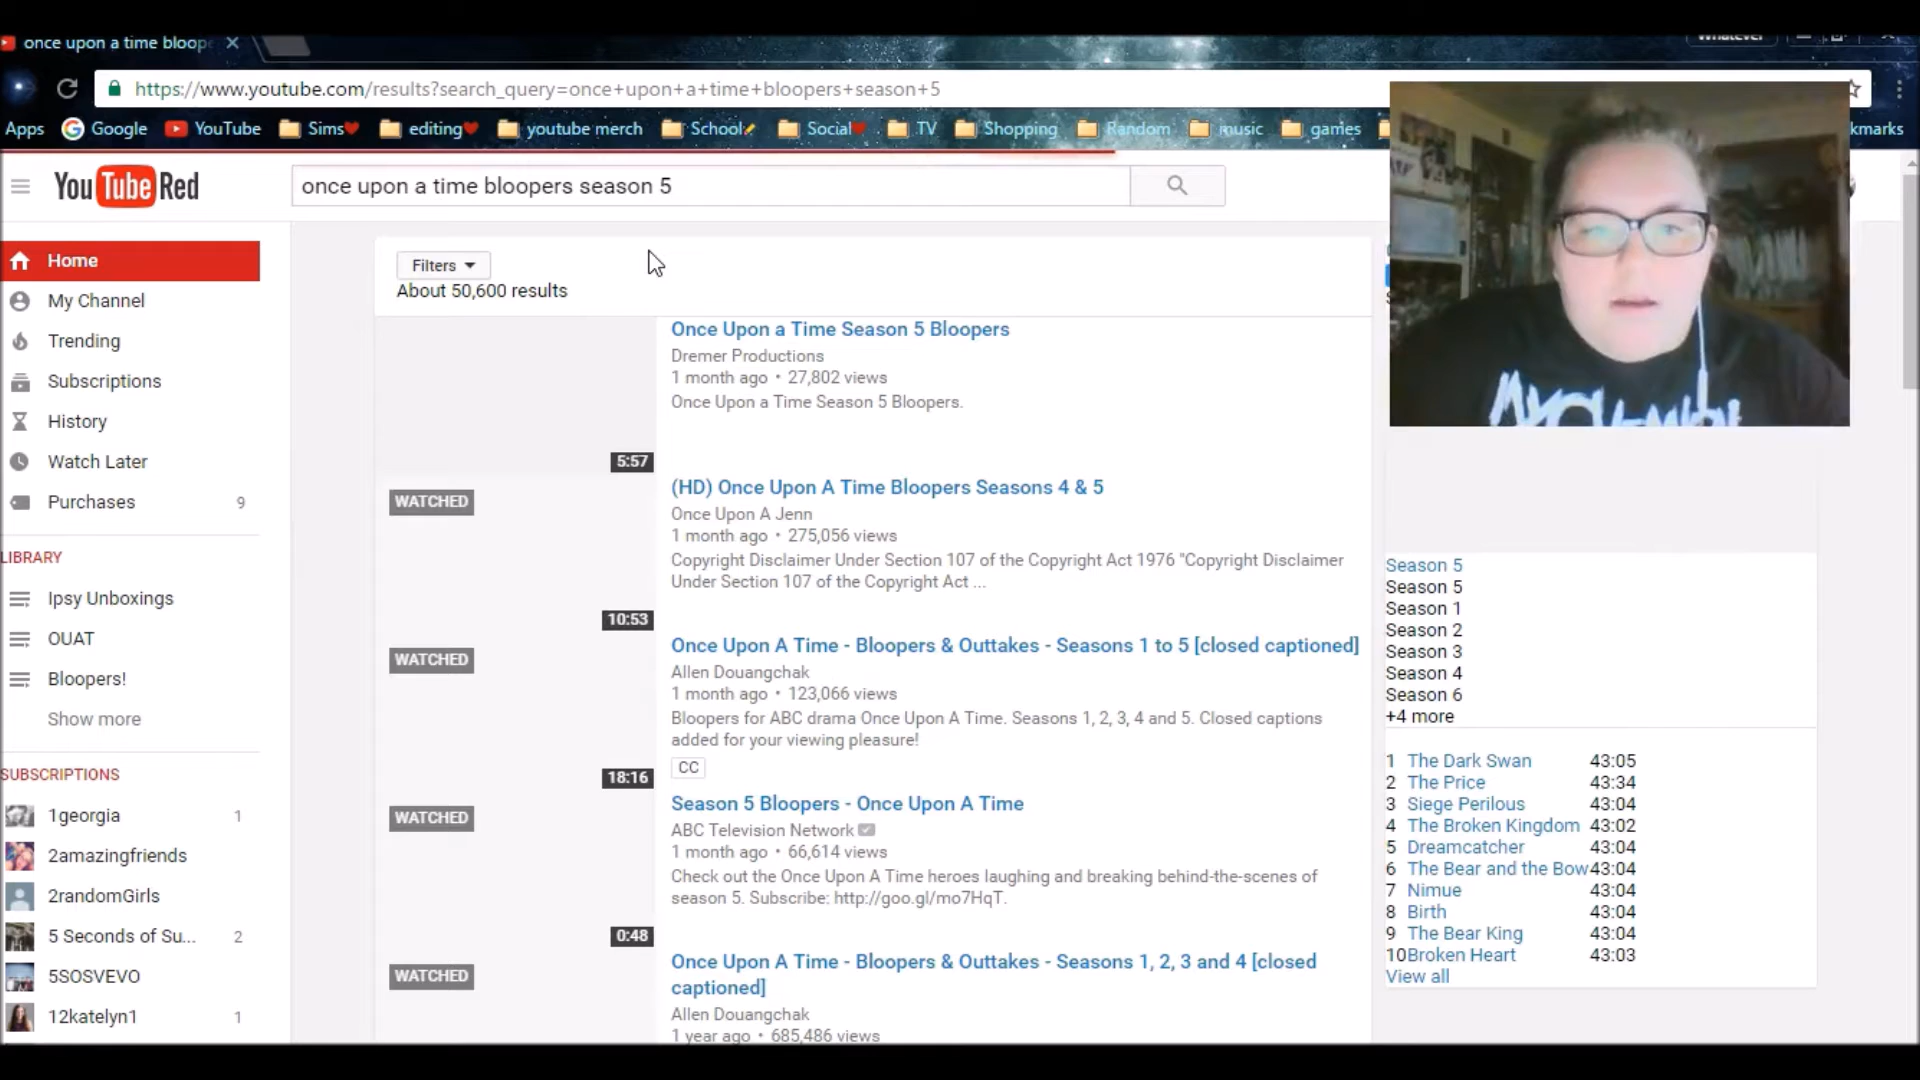 once upon a time bloope
Whatever
https://www.youtube.com/results?search_query=once+upon+a+time+bloopers+season+5
Apps Google YouTube Sims editing youtube merch School Social TV Shopping Random music games kmarks
YouTube Red
once upon a time bloopers season 5
Home
My Channel
Trending
Subscriptions
History
Watch Later
Purchases 9
LIBRARY
Ipsy Unboxings
OUAT
Bloopers!
Show more
SUBSCRIPTIONS
1georgia 1
2amazingfriends
2randomGirls
5 Seconds of Su... 2
5SOSVEVO
12katelyn1 1
Filters
About 50,600 results
Once Upon a Time Season 5 Bloopers
Dremer Productions
1 month ago • 27,802 views
Once Upon a Time Season 5 Bloopers.
5:57
WATCHED
(HD) Once Upon A Time Bloopers Seasons 4 & 5
Once Upon A Jenn
1 month ago • 275,056 views
Copyright Disclaimer Under Section 107 of the Copyright Act 1976 "Copyright Disclaimer
Under Section 107 of the Copyright Act ...
10:53
WATCHED
Once Upon A Time - Bloopers & Outtakes - Seasons 1 to 5 [closed captioned]
Allen Douangchak
1 month ago • 123,066 views
Bloopers for ABC drama Once Upon A Time. Seasons 1, 2, 3, 4 and 5. Closed captions
added for your viewing pleasure!
CC
18:16
WATCHED
Season 5 Bloopers - Once Upon A Time
ABC Television Network
1 month ago • 66,614 views
Check out the Once Upon A Time heroes laughing and breaking behind-the-scenes of
season 5. Subscribe: http://goo.gl/mo7HqT.
0:48
WATCHED
Once Upon A Time - Bloopers & Outtakes - Seasons 1, 2, 3 and 4 [closed
captioned]
Allen Douangchak
1 year ago • 685,486 views
Season 5
Season 5
Season 1
Season 2
Season 3
Season 4
Season 6
+4 more
1 The Dark Swan 43:05
2 The Price 43:34
3 Siege Perilous 43:04
4 The Broken Kingdom 43:02
5 Dreamcatcher 43:04
6 The Bear and the Bow 43:04
7 Nimue 43:04
8 Birth 43:04
9 The Bear King 43:04
10 Broken Heart 43:03
View all